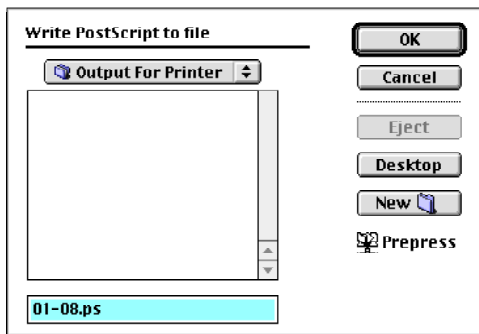 Write PostScript to file
Output For Printer
01-08.ps
OK
Cancel
Eject
Desktop
New
Prepress